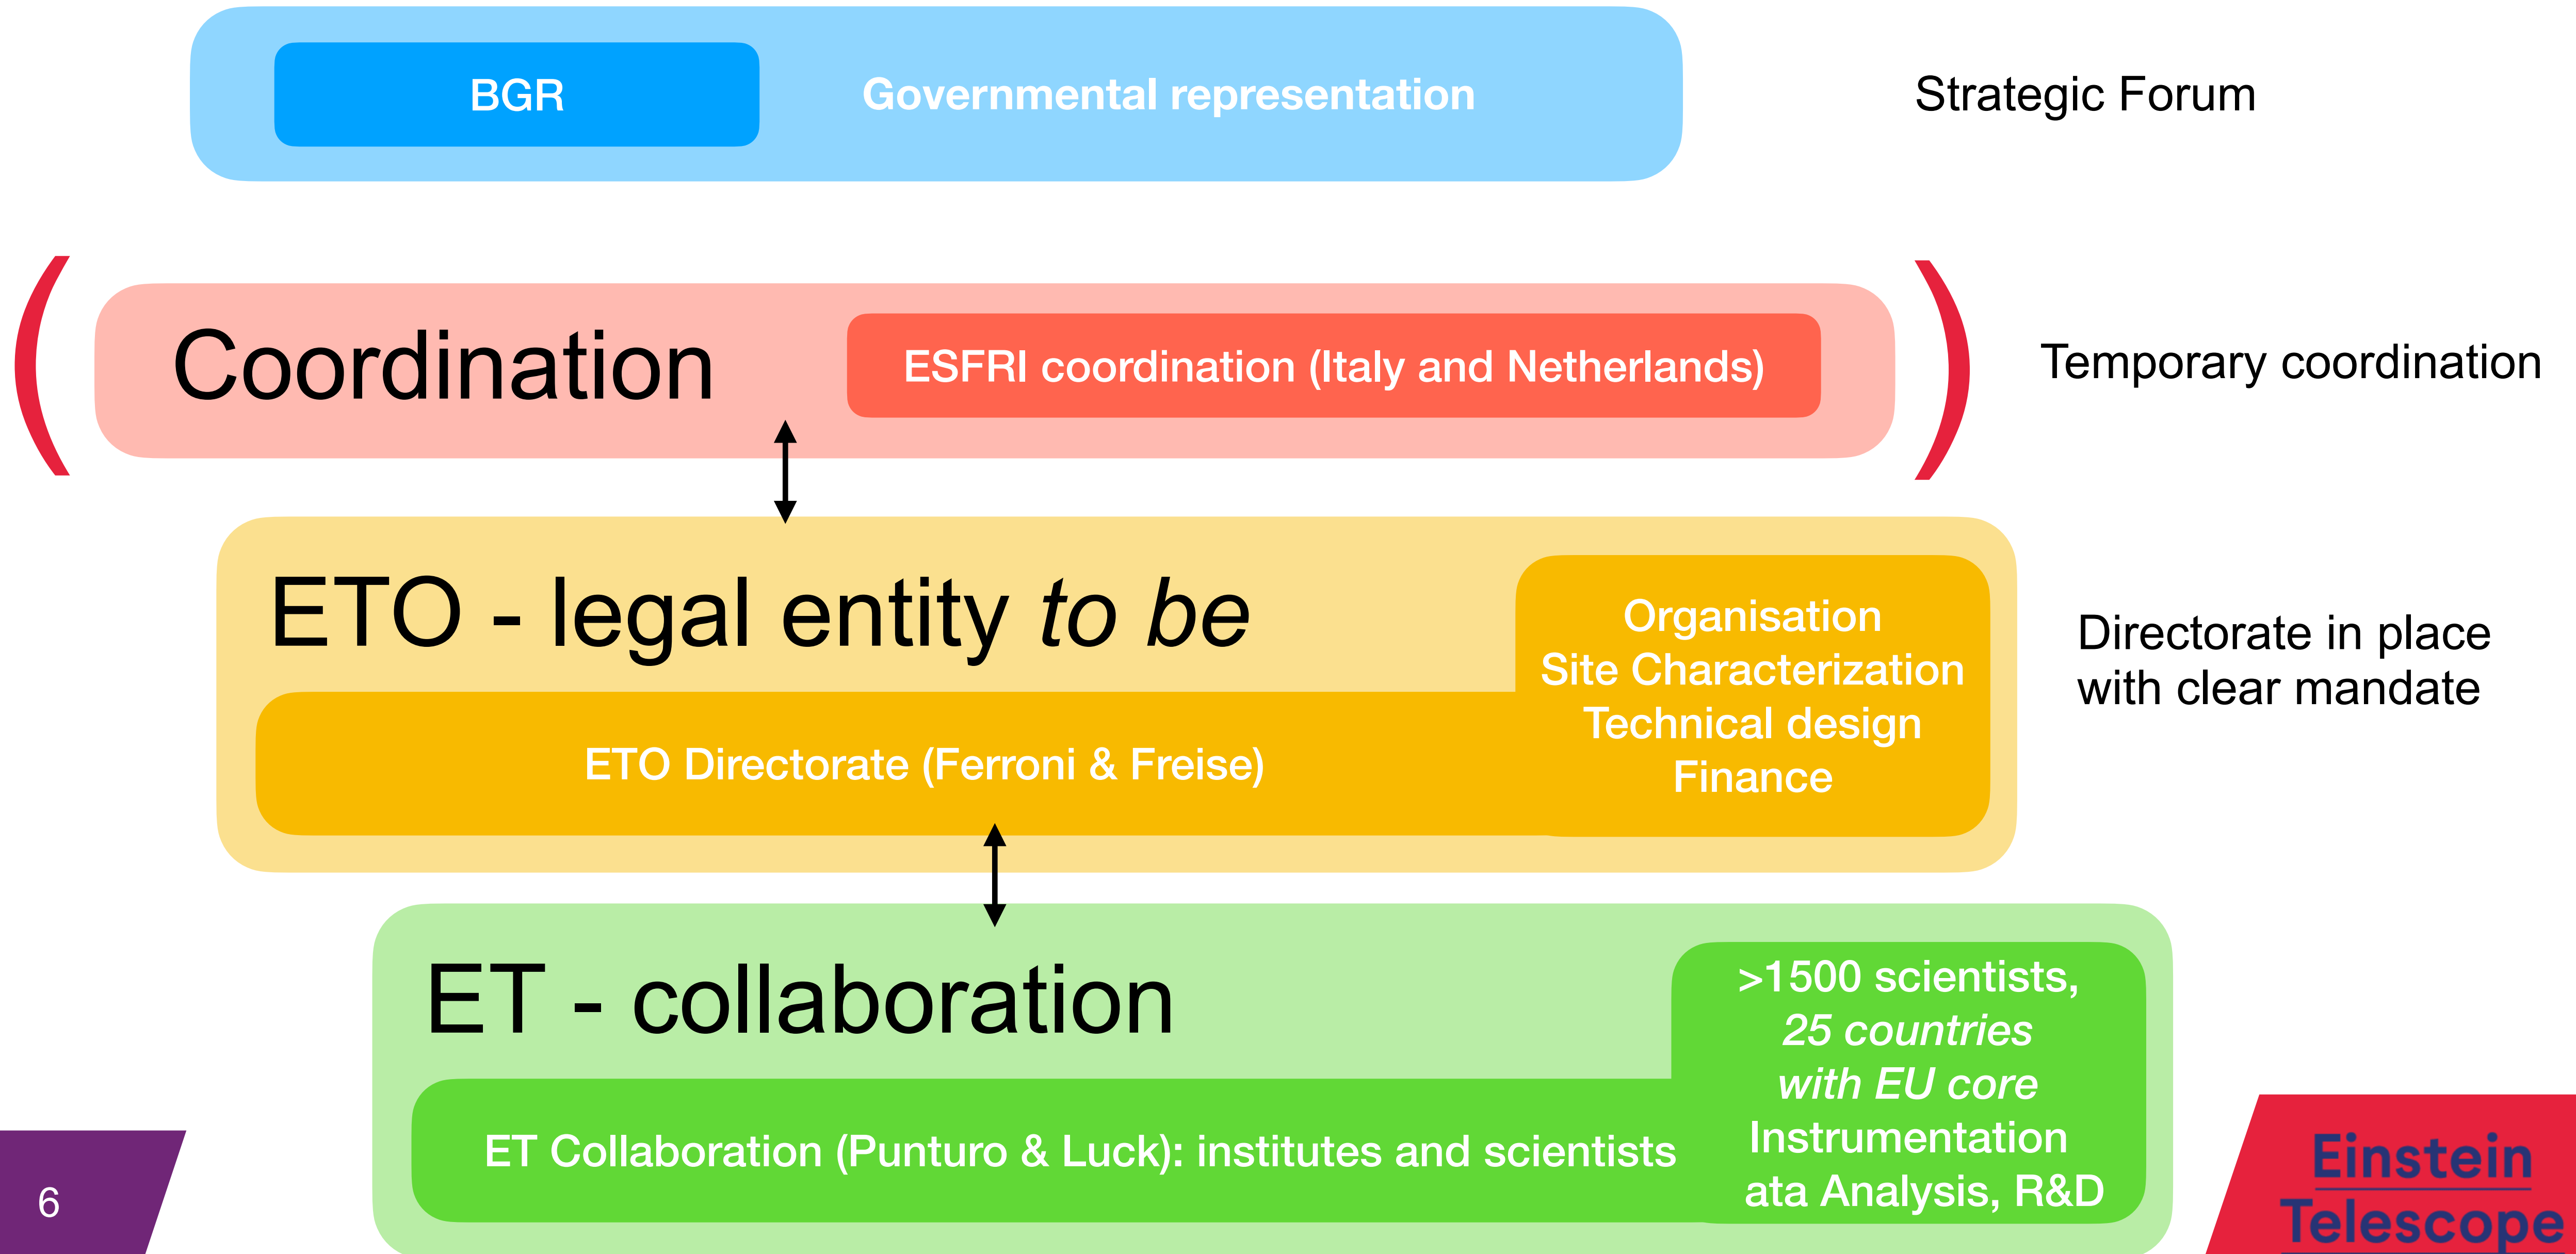 BGR
Governmental representation
Strategic Forum
(
Coordination
ESFRI coordination (Italy and Netherlands)
)
Temporary coordination
ETO - legal entity to be
Organisation
Site Characterization
Technical design
Finance
ETO Directorate (Ferroni & Freise)
Directorate in place
with clear mandate
ET - collaboration
>1500 scientists,
25 countries
with EU core
Instrumentation
ata Analysis, R&D
ET Collaboration (Punturo & Luck): institutes and scientists
6
Einstein
Telescope